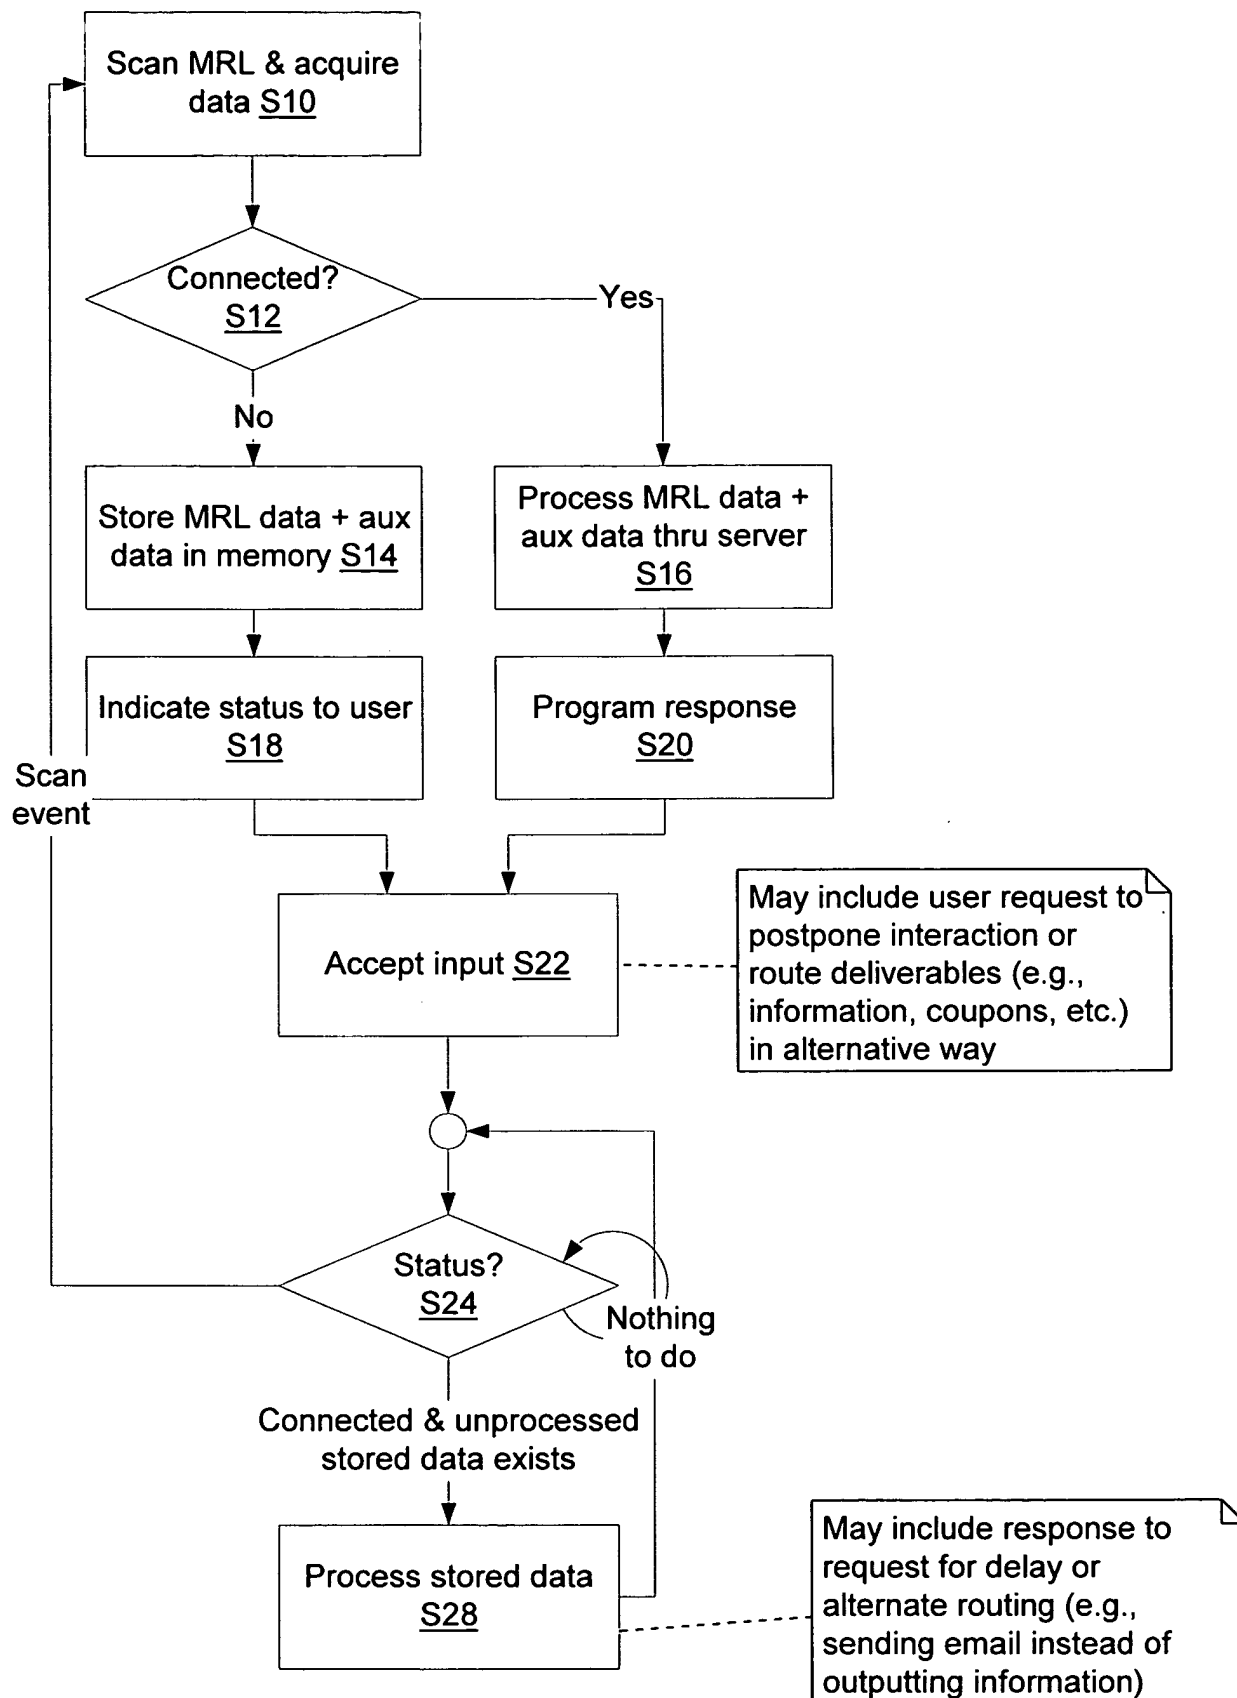 Scan MRL & acquire
data S10
Connected?
S12
Yes
No
Store MRL data + aux
data in memory S14
Process MRL data +
aux data thru server
S16
Indicate status to user
S18
Program response
S20
Scan
event
Accept input S22
May include user request to
postpone interaction or
route deliverables (e.g.,
information, coupons, etc.)
in alternative way
Status?
S24
Nothing
to do
Connected & unprocessed
stored data exists
Process stored data
S28
May include response to
request for delay or
alternate routing (e.g.,
sending email instead of
outputting information)